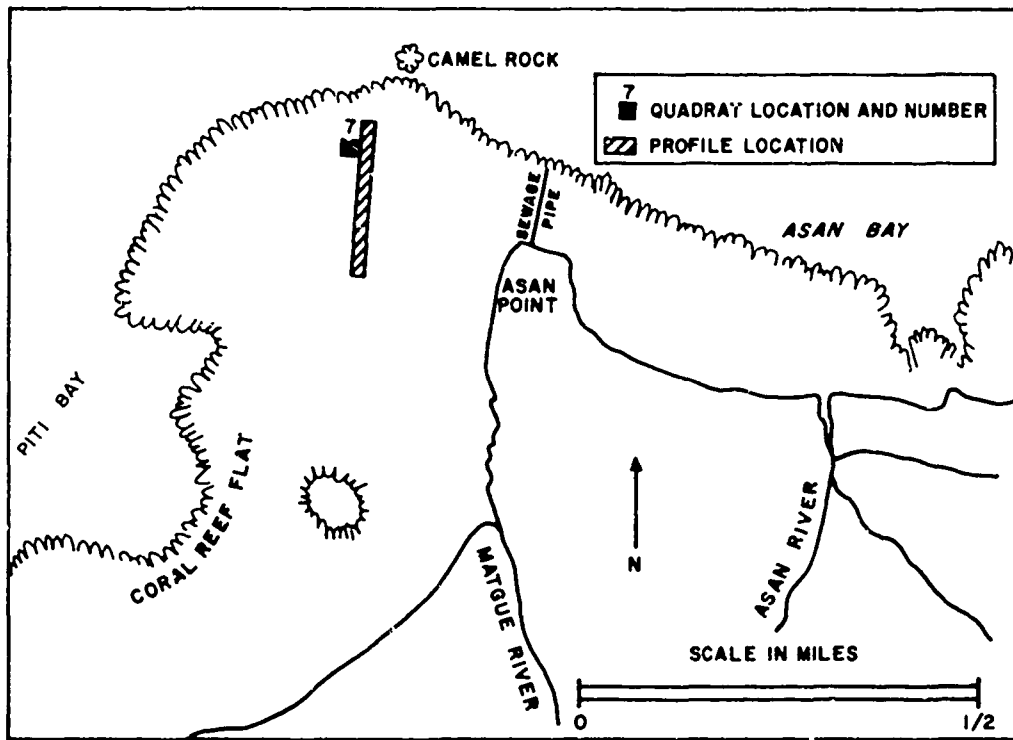 CAMEL ROCK
7
QUADRAT LOCATION AND NUMBER
PROFILE LOCATION
7
SEWAGE
PIPE
ASAN BAY
ASAN
POINT
PITI BAY
CORAL REEF FLAT
N
MATGUE RIVER
ASAN RIVER
SCALE IN MILES
0
1/2